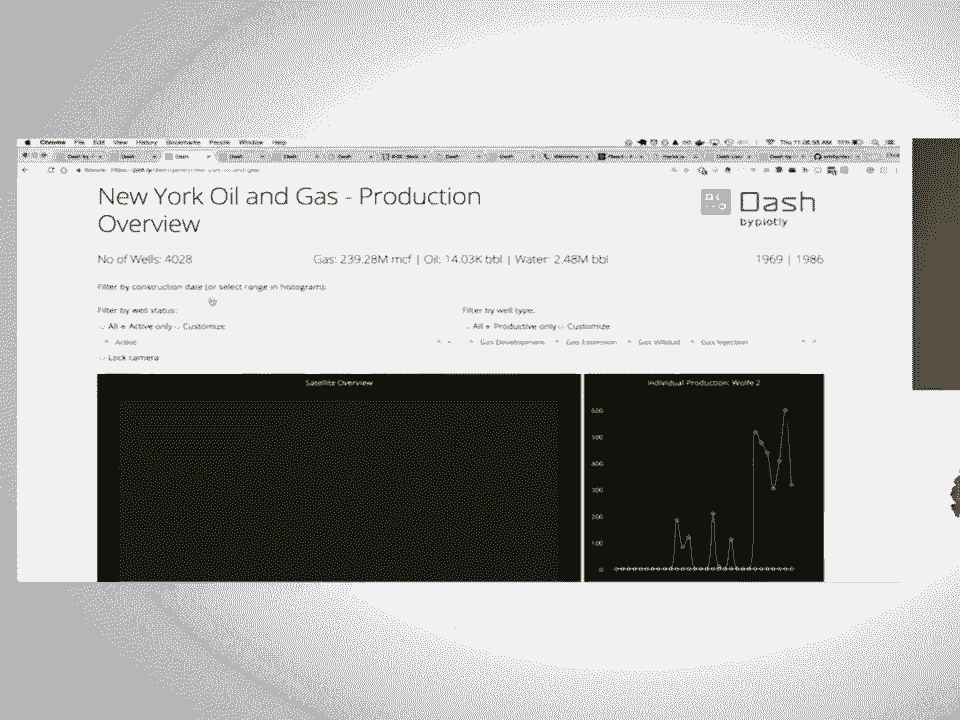 Chrome File Edit View History Bookmarks People Window Help
New York Oil and Gas - Production
Overview
Dash
by plotly
No of Wells: 4028
Gas: 239.28M mcf | Oil: 14.03K bbl | Water: 2.48M bbl
1969 | 1986
Filter by construction date (or select range in histogram):
Filter by well status:
Filter by well type:
All Active only Customize
All Productive only Customize
Active
Gas Development Gas Extension Gas Wildcat Gas Injection
Lock camera
Satellite Overview
Individual Production: Wolfe 2
600
500
400
300
200
100
0